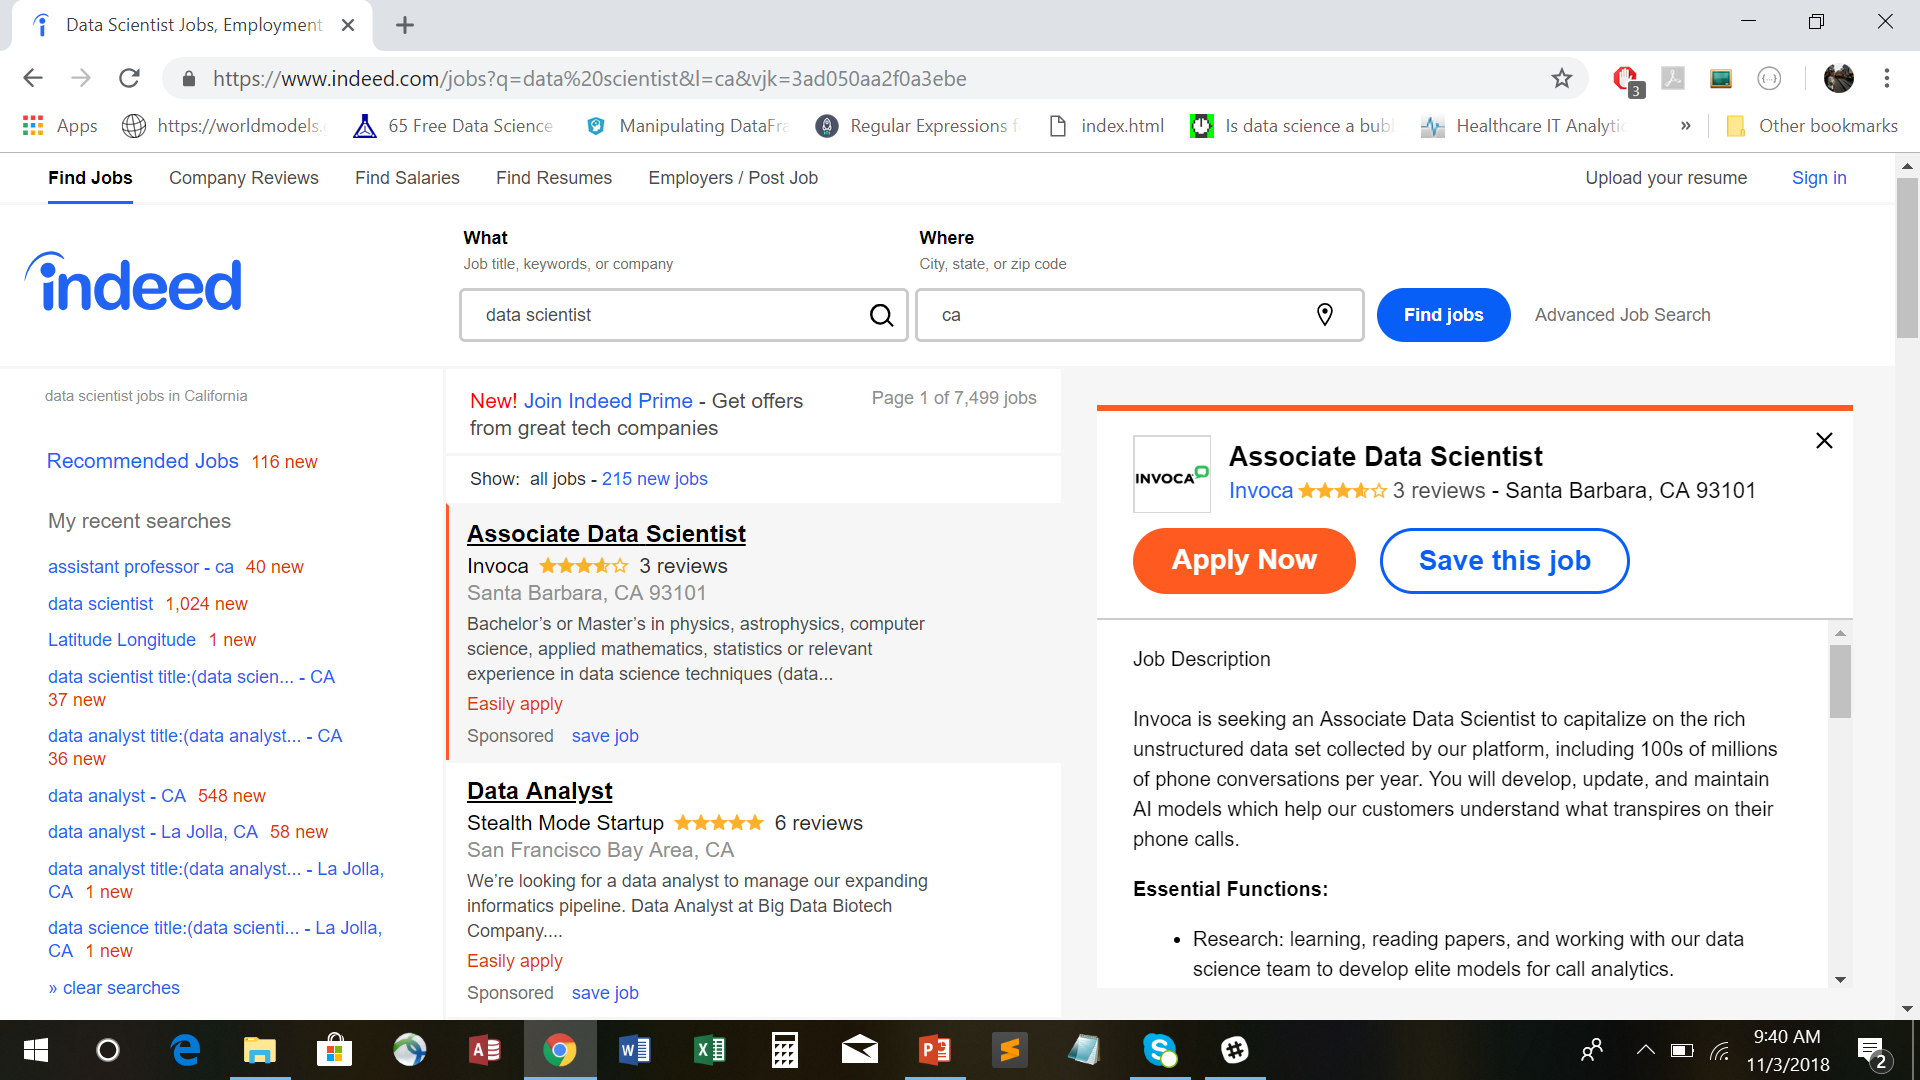 Data Scientist Jobs, Employment
https://www.indeed.com/jobs?q=data%20scientist&l=ca&vjk=3ad050aa2f0a3ebe
3
Apps
https://worldmodels.
65 Free Data Science
Manipulating DataFra
Regular Expressions f
index.html
Is data science a bub
Healthcare IT Analytic
»
Other bookmarks
Find Jobs
Company Reviews
Find Salaries
Find Resumes
Employers / Post Job
Upload your resume
Sign in
indeed
What
Job title, keywords, or company
data scientist
Where
City, state, or zip code
ca
Find jobs
Advanced Job Search
data scientist jobs in California
Recommended Jobs 116 new
My recent searches
assistant professor - ca 40 new
data scientist 1,024 new
Latitude Longitude 1 new
data scientist title:(data scien... - CA
37 new
data analyst title:(data analyst... - CA
36 new
data analyst - CA 548 new
data analyst - La Jolla, CA 58 new
data analyst title:(data analyst... - La Jolla,
CA 1 new
data science title:(data scienti... - La Jolla,
CA 1 new
» clear searches
New! Join Indeed Prime - Get offers
from great tech companies
Page 1 of 7,499 jobs
Show: all jobs - 215 new jobs
Associate Data Scientist
Invoca 3 reviews
Santa Barbara, CA 93101
Bachelor’s or Master’s in physics, astrophysics, computer
science, applied mathematics, statistics or relevant
experience in data science techniques (data...
Easily apply
Sponsored save job
Data Analyst
Stealth Mode Startup 6 reviews
San Francisco Bay Area, CA
We’re looking for a data analyst to manage our expanding
informatics pipeline. Data Analyst at Big Data Biotech
Company....
Easily apply
Sponsored save job
INVOCA
Associate Data Scientist
Invoca 3 reviews - Santa Barbara, CA 93101
Apply Now
Save this job
Job Description
Invoca is seeking an Associate Data Scientist to capitalize on the rich
unstructured data set collected by our platform, including 100s of millions
of phone conversations per year. You will develop, update, and maintain
AI models which help our customers understand what transpires on their
phone calls.
Essential Functions:
• Research: learning, reading papers, and working with our data
science team to develop elite models for call analytics.
9:40 AM
11/3/2018
2